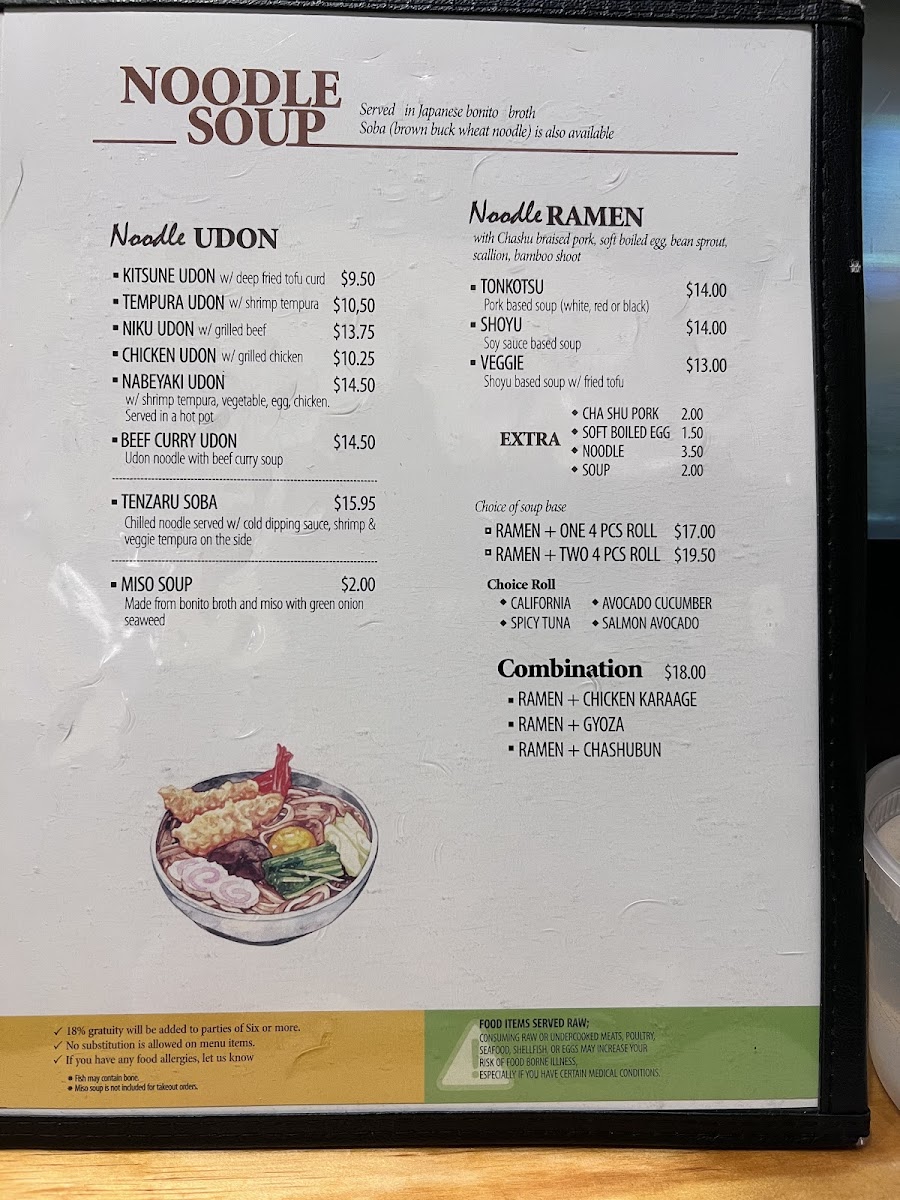 NOODLE
SOUP
Served in Japanese bonito broth
Soba (brown buck wheat noodle) is also available
Noodle UDON
▪ KITSUNE UDON w/ deep fried tofu curd $9.50
▪ TEMPURA UDON w/ shrimp tempura $10,50
▪ NIKU UDON w/ grilled beef $13.75
▪ CHICKEN UDON w/ grilled chicken $10.25
▪ NABEYAKI UDON $14.50
w/ shrimp tempura, vegetable, egg, chicken.
Served in a hot pot
▪ BEEF CURRY UDON $14.50
Udon noodle with beef curry soup
▪ TENZARU SOBA $15.95
Chilled noodle served w/ cold dipping sauce, shrimp &
veggie tempura on the side
▪ MISO SOUP $2.00
Made from bonito broth and miso with green onion
seaweed
Noodle RAMEN
with Chashu braised pork, soft boiled egg, bean sprout,
scallion, bamboo shoot
▪ TONKOTSU $14.00
Pork based soup (white, red or black)
▪ SHOYU $14.00
Soy sauce based soup
▪ VEGGIE $13.00
Shoyu based soup w/ fried tofu
EXTRA
◆ CHA SHU PORK 2.00
◆ SOFT BOILED EGG 1.50
◆ NOODLE 3.50
◆ SOUP 2.00
Choice of soup base
▫ RAMEN + ONE 4 PCS ROLL $17.00
▫ RAMEN + TWO 4 PCS ROLL $19.50
Choice Roll
◆ CALIFORNIA ◆ AVOCADO CUCUMBER
◆ SPICY TUNA ◆ SALMON AVOCADO
Combination $18.00
▪ RAMEN + CHICKEN KARAAGE
▪ RAMEN + GYOZA
▪ RAMEN + CHASHUBUN
✓ 18% gratuity will be added to parties of Six or more.
✓ No substitution is allowed on menu items.
✓ If you have any food allergies, let us know
● Fish may contain bone.
● Miso soup is not included for takeout orders.
FOOD ITEMS SERVED RAW;
CONSUMING RAW OR UNDERCOOKED MEATS, POULTRY,
SEAFOOD, SHELLFISH, OR EGGS MAY INCREASE YOUR
RISK OF FOOD BORNE ILLNESS,
ESPECIALLY IF YOU HAVE CERTAIN MEDICAL CONDITIONS.